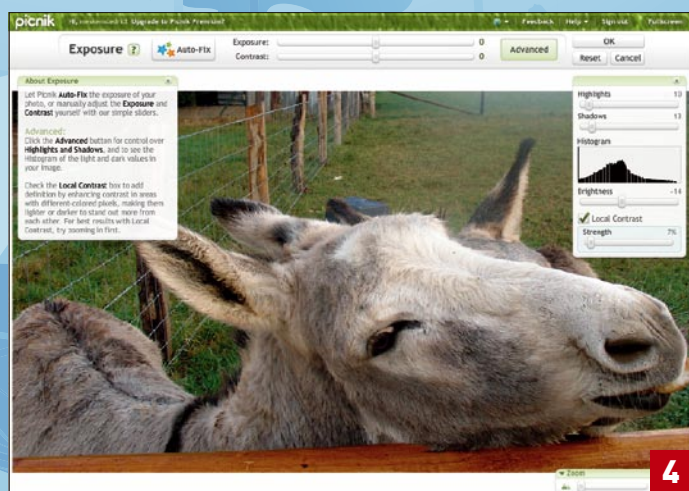 picnik
Upgrade to Picnik Premium?
Feedback Help Sign out Fullscreen
Exposure ? Auto-Fix
Exposure: 0
Contrast: 0
Advanced
OK
Reset Cancel
About Exposure
Let Picnik Auto-Fix the exposure of your
photo, or manually adjust the Exposure and
Contrast yourself with our simple sliders.
Advanced:
Click the Advanced button for control over
Highlights and Shadows, and to see the
Histogram of the light and dark values in
your image.
Check the Local Contrast box to add
definition by enhancing contrast in areas
with different-colored pixels, making them
lighter or darker to stand out more from
each other. For best results with Local
Contrast, try zooming in first.
Highlights
Shadows 13
Histogram
Brightness -14
Local Contrast
Strength 7%
Zoom
4